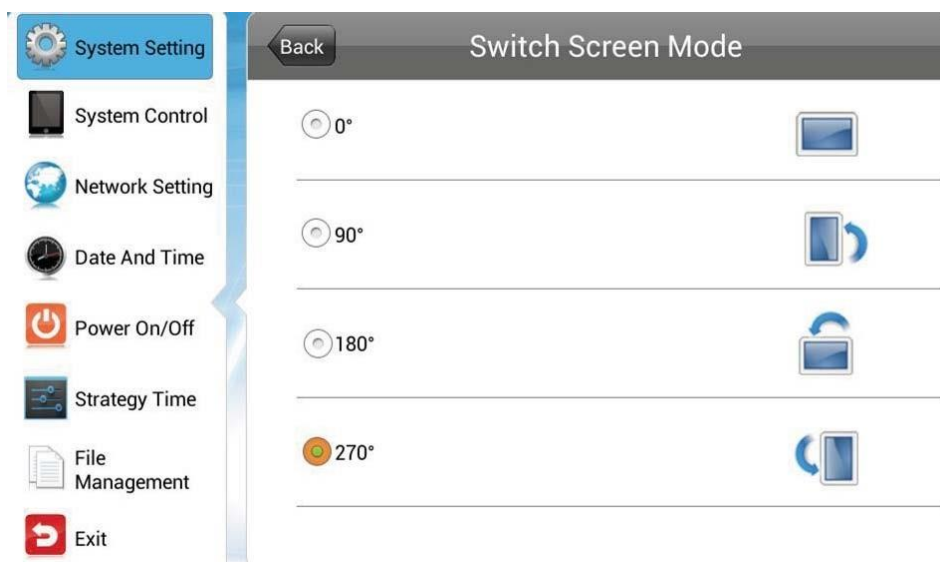 System Setting
System Control
Network Setting
Date And Time
Power On/Off
Strategy Time
File
Management
Exit
Back
Switch Screen Mode
0°
90°
180°
270°